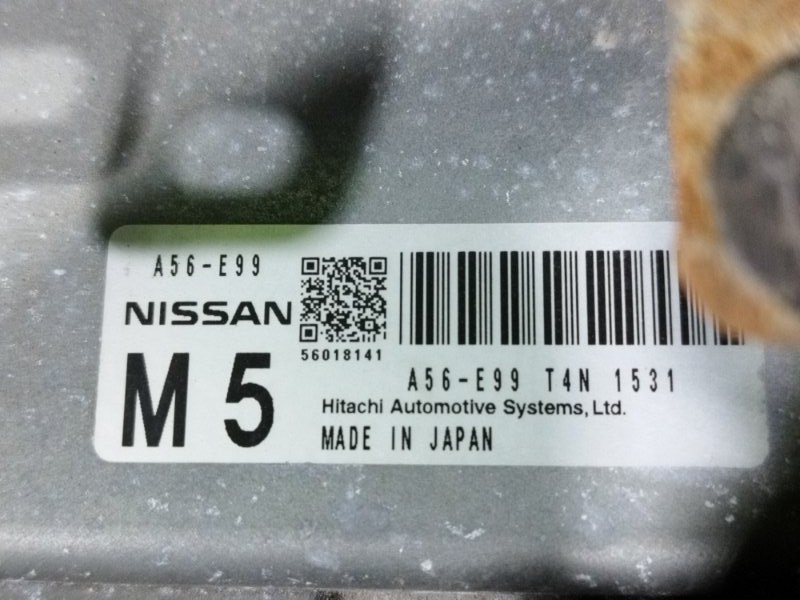 A56-E99
NISSAN
M 5
56018141
A56-E99 T4N 1531
Hitachi Automotive Systems, Ltd.
MADE IN JAPAN